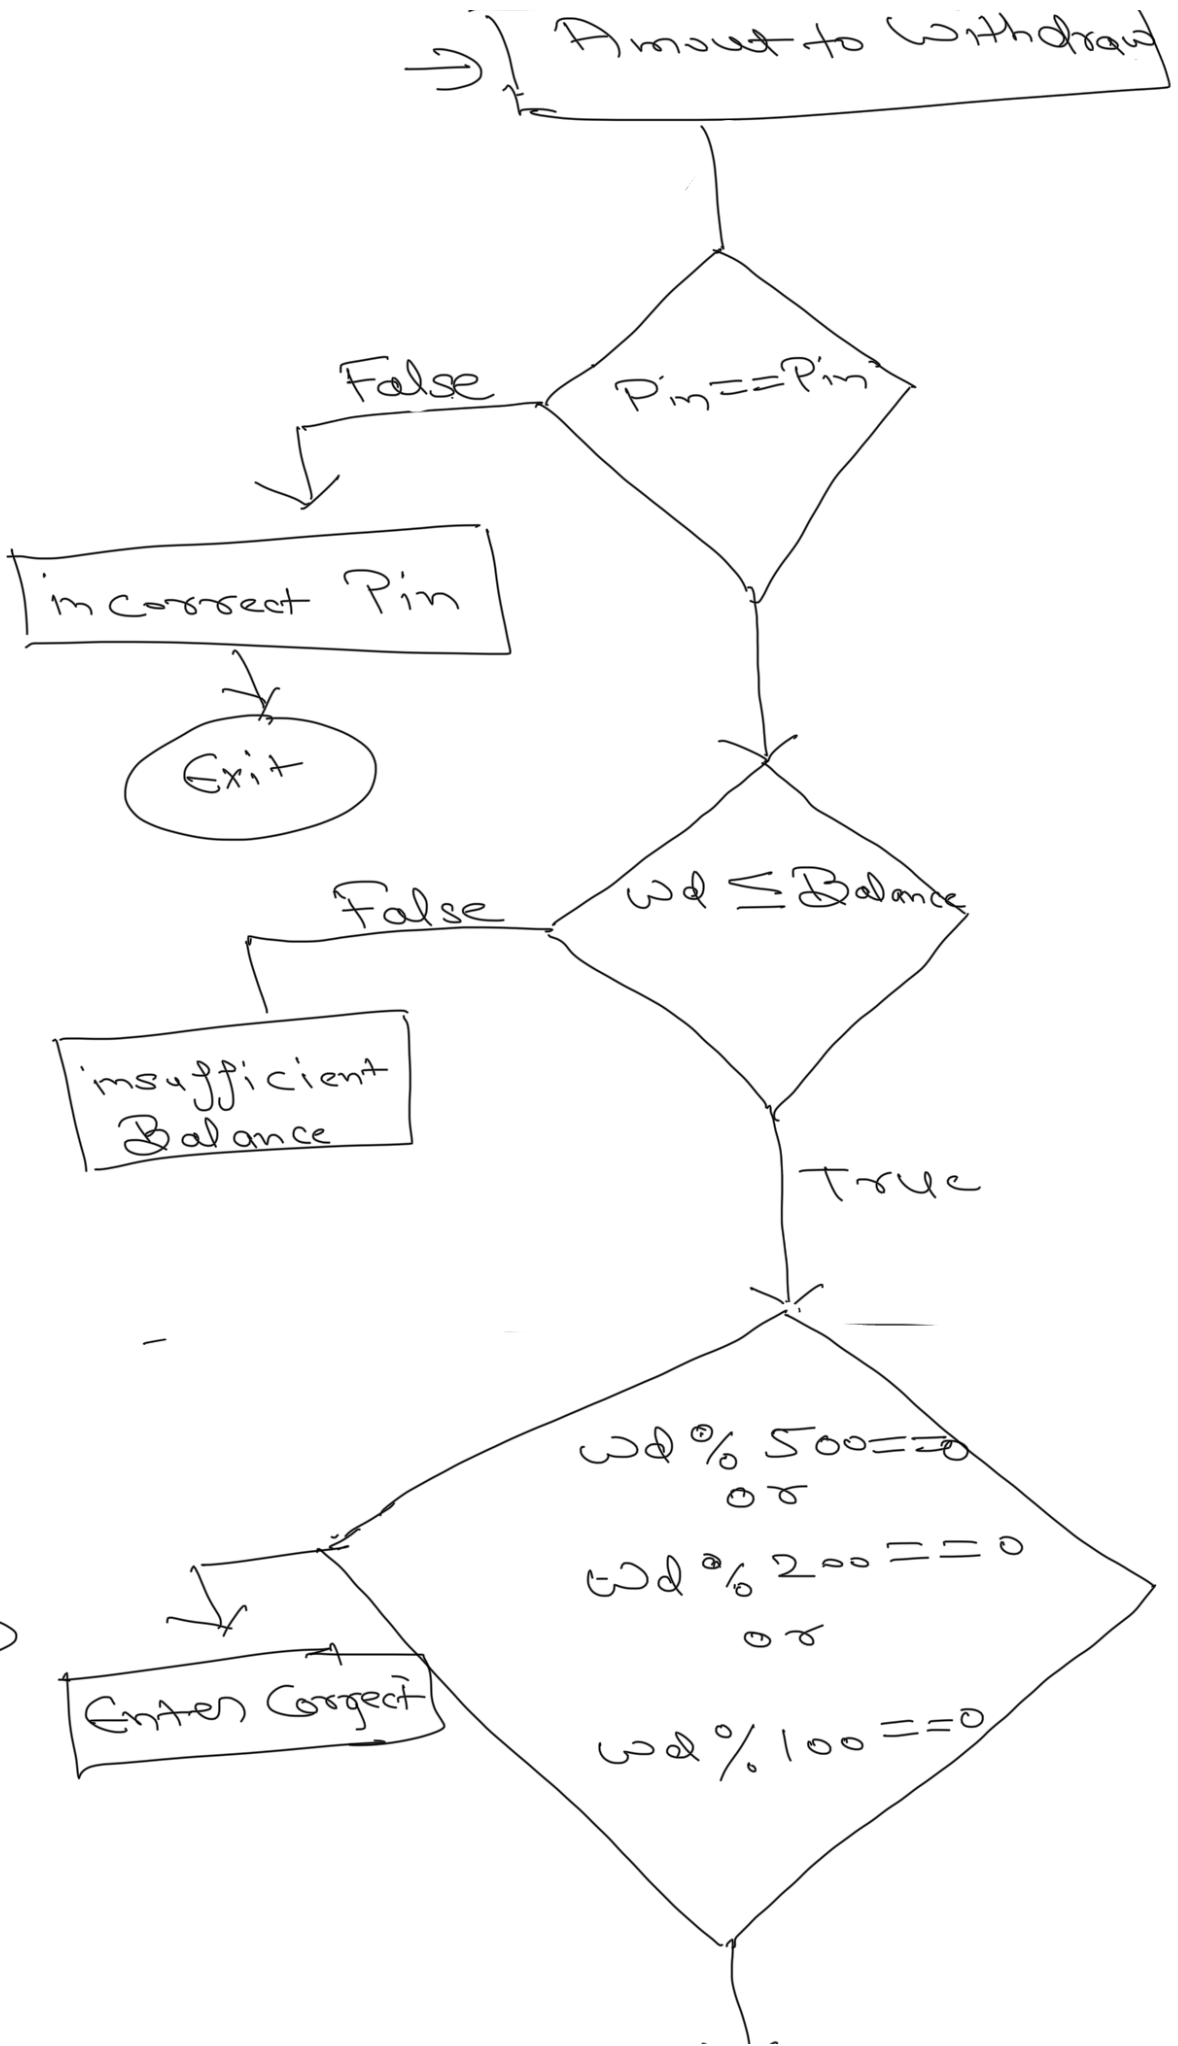 Amount to Withdraw
Pin==Pin
False
incorrect Pin
Exit
wd ≤ Balance
False
insufficient
Balance
True
wd % 500==0
or
wd % 200==0
or
wd % 100==0
Enter Correct